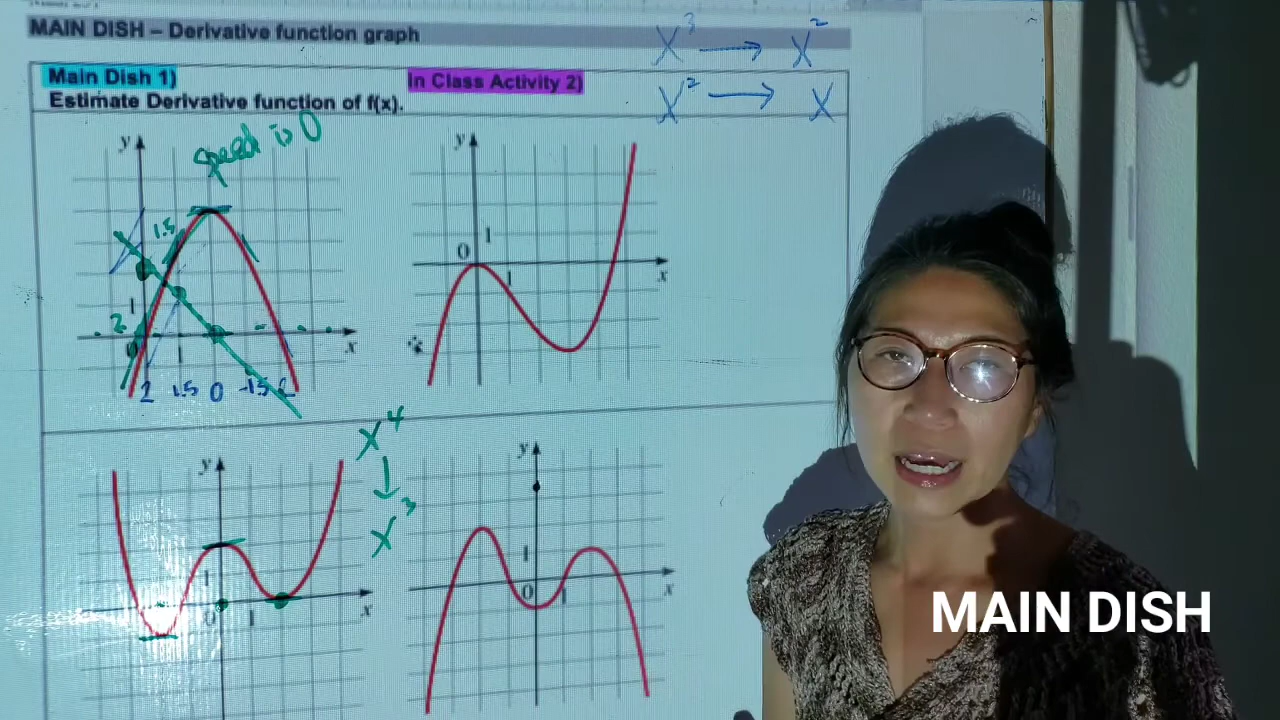 MAIN DISH – Derivative function graph
x³ → x²
Main Dish 1)
In Class Activity 2)
x² → x
Estimate Derivative function of f(x).
speed is 0
y
y
1.5
1
0
1
x
1
2
0
1
x
2 1.5 0 -1.5 2
x⁴
↓
x³
y
y
1
1
0
1
x
0
1
x
MAIN DISH